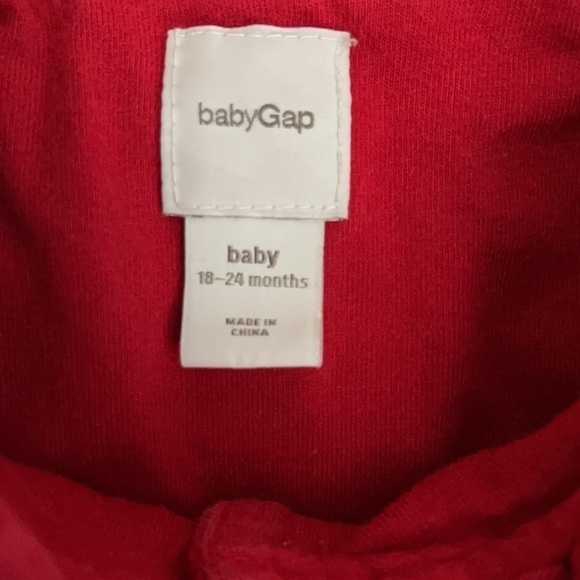 babyGap
baby
18–24 months
MADE IN
CHINA